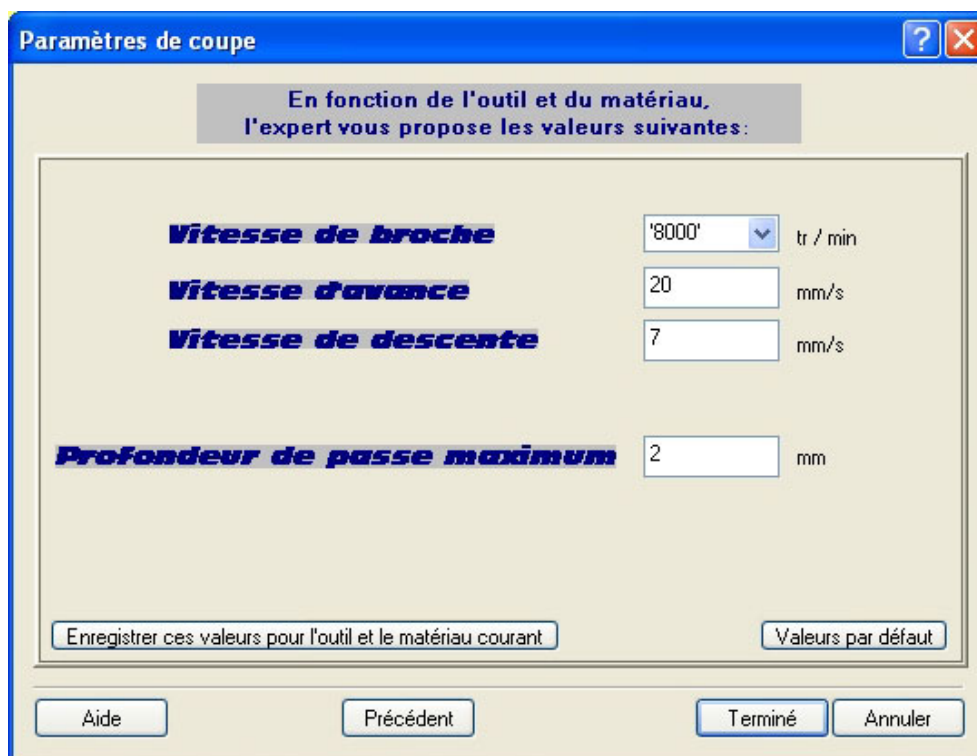 Paramètres de coupe
En fonction de l'outil et du matériau,
l'expert vous propose les valeurs suivantes:
Vitesse de broche '8000' tr / min
Vitesse d'avance 20 mm/s
Vitesse de descente 7 mm/s
Profondeur de passe maximum 2 mm
Enregistrer ces valeurs pour l'outil et le matériau courant Valeurs par défaut
Aide Précédent Terminé Annuler